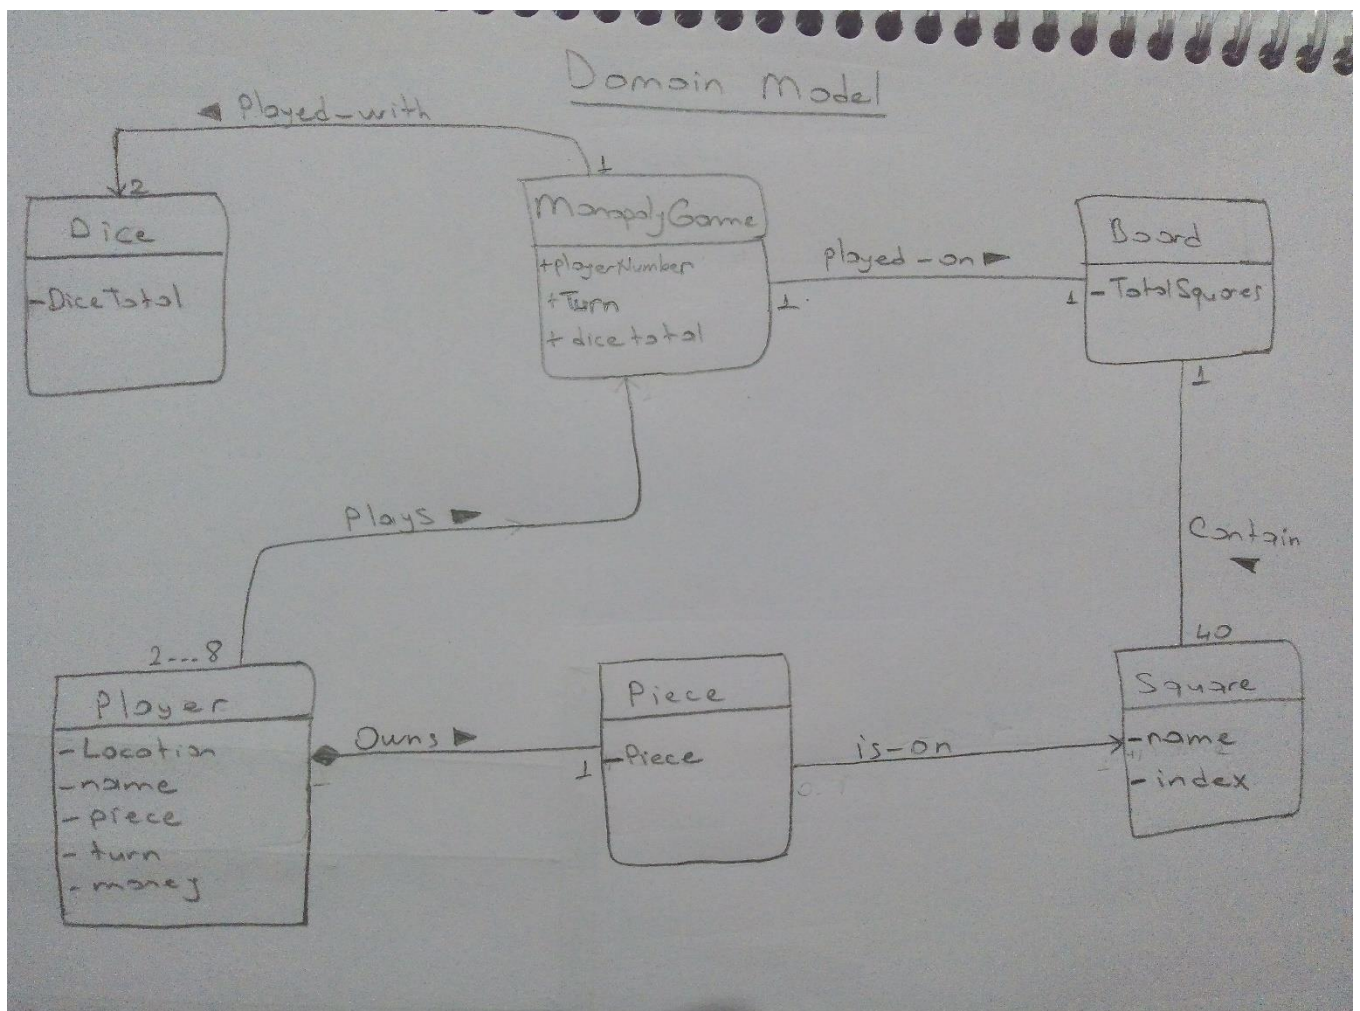 Domain Model
Played-with
1
2
Dice
-DiceTotal
MonopolyGame
+playerNumber
+Turn
+dicetotal
played-on
1
1
Board
-TotalSquares
1
Contain
40
Plays
2...8
Player
-Location
-name
-piece
-turn
-money
Owns
1
Piece
-Piece
is-on
Square
-name
-index